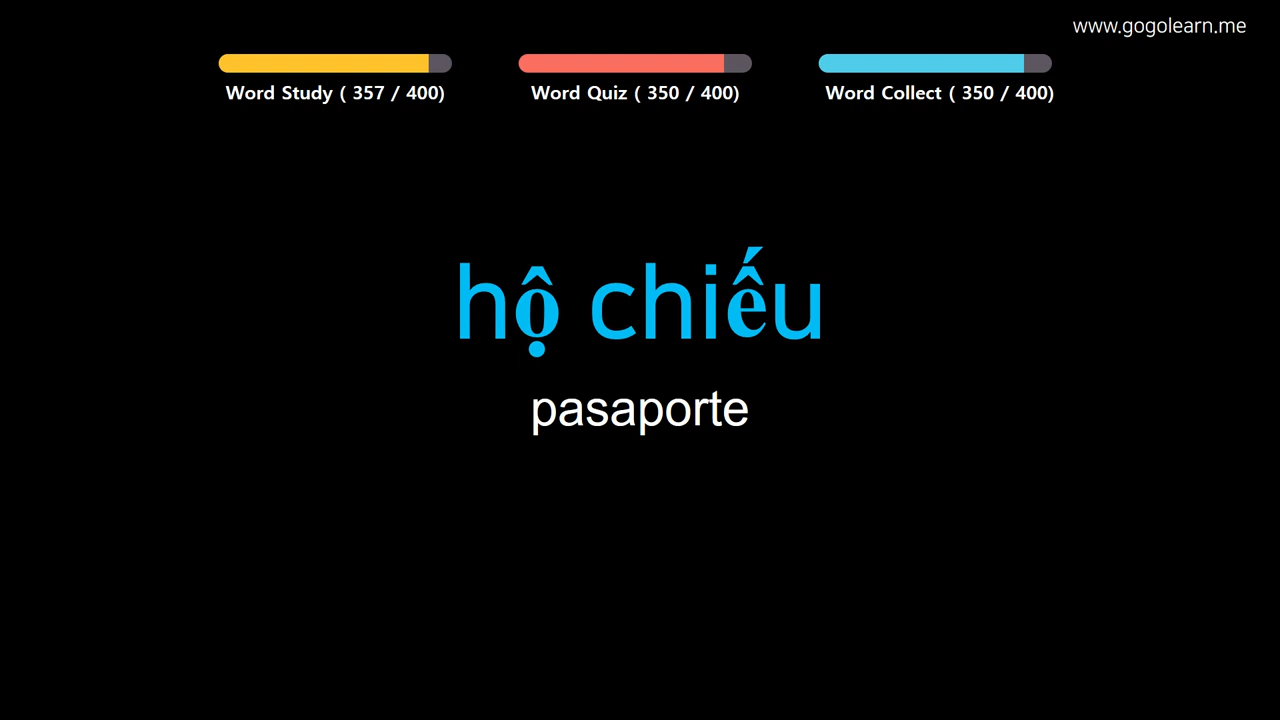 www.gogolearn.me
Word Study ( 357 / 400)
Word Quiz ( 350 / 400)
Word Collect ( 350 / 400)
hộ chiếu
pasaporte